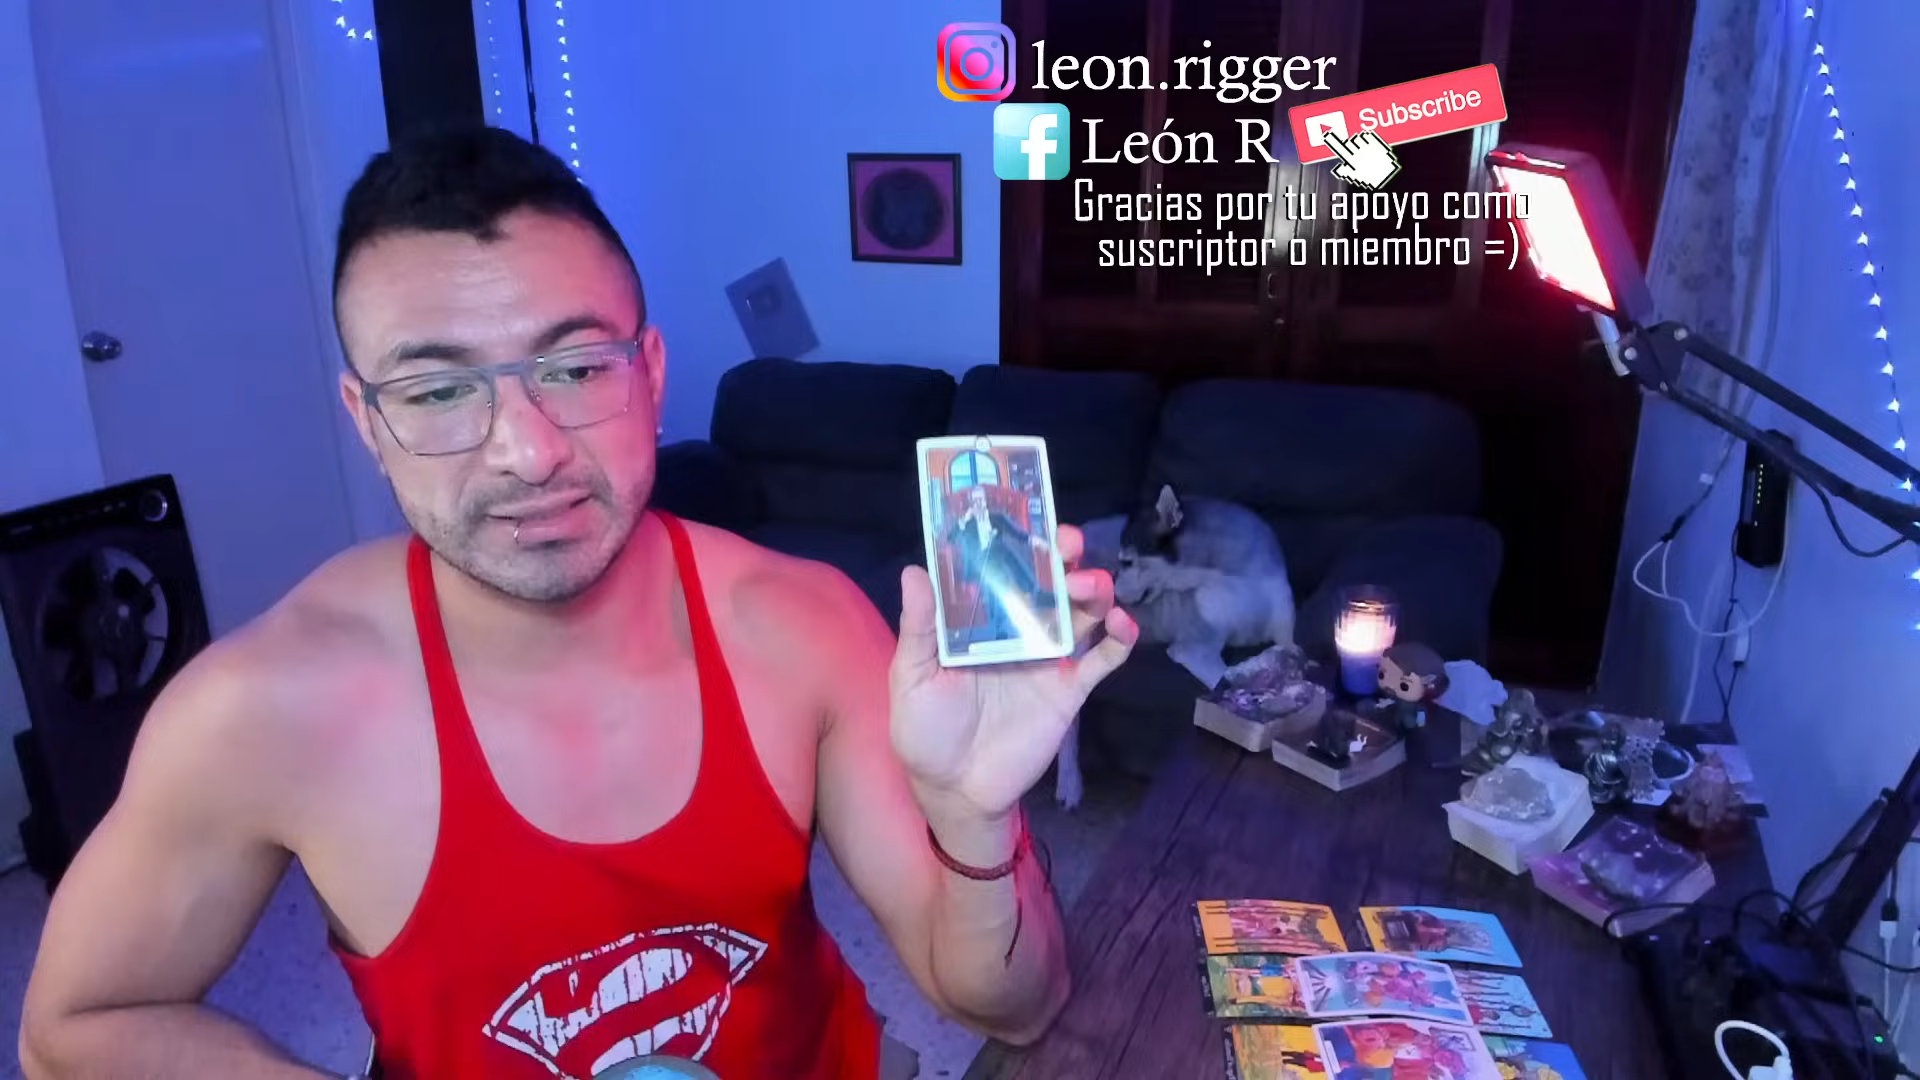 leon.rigger
León R
Subscribe
Gracias por tu apoyo como
suscriptor o miembro =)